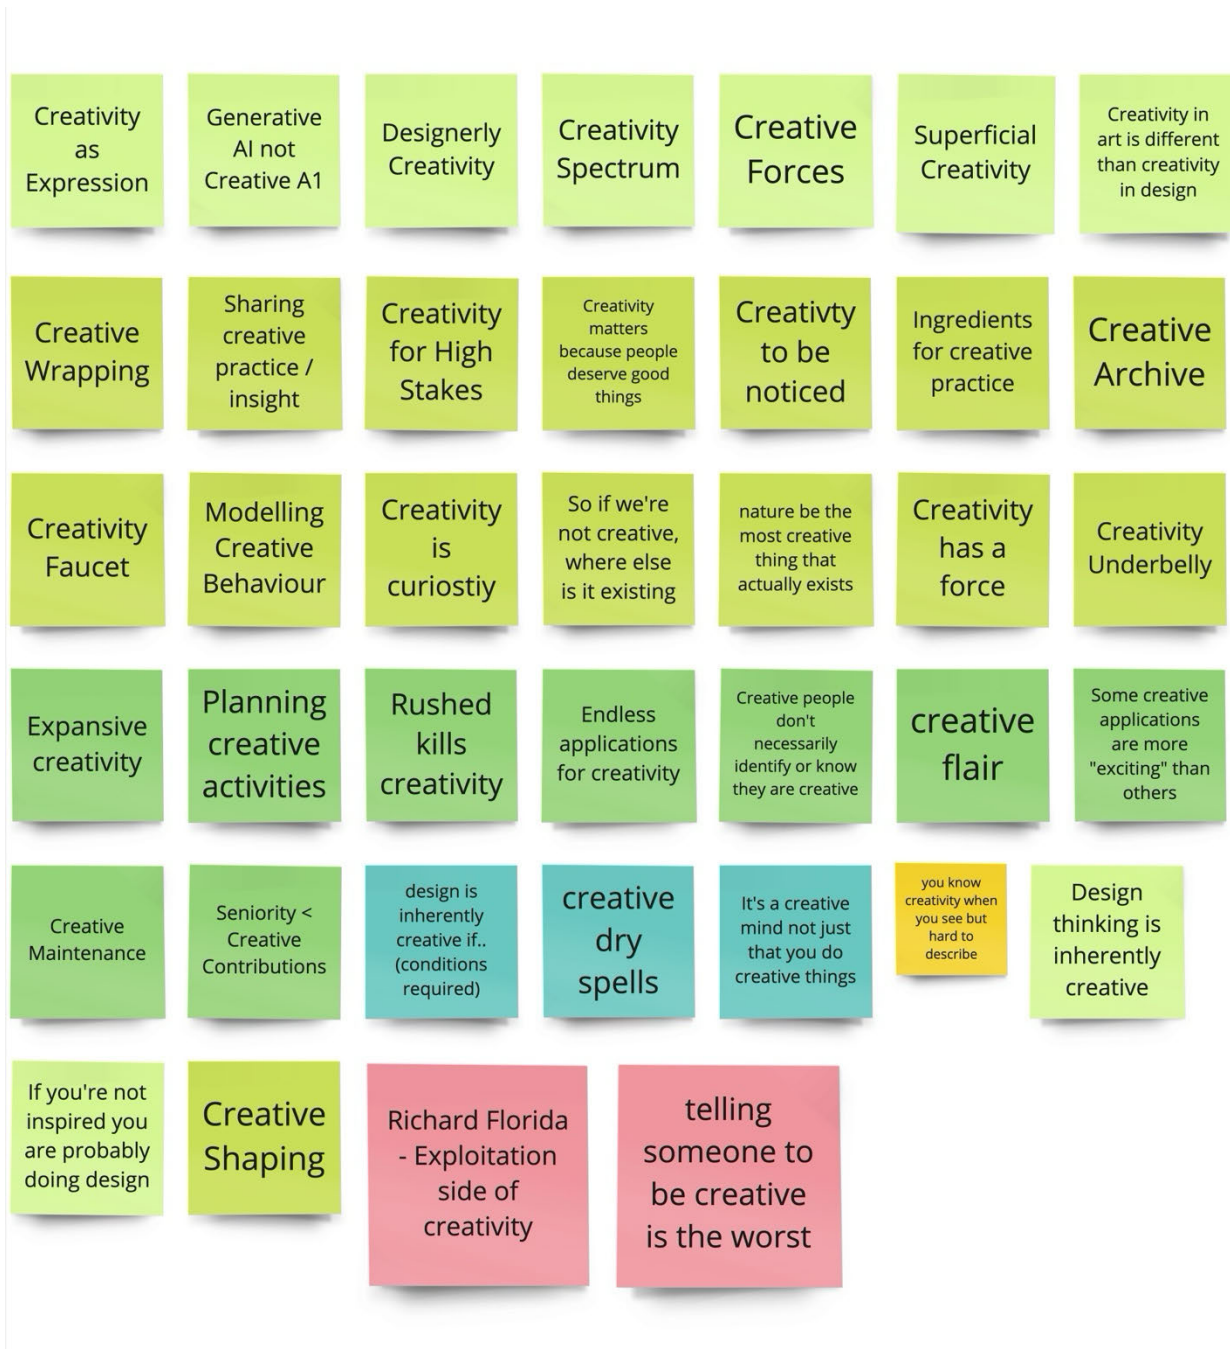 Creativity
as
Expression
Generative
AI not
Creative A1
Designerly
Creativity
Creativity
Spectrum
Creative
Forces
Superficial
Creativity
Creativity in
art is different
than creativity
in design
Creative
Wrapping
Sharing
creative
practice /
insight
Creativity
for High
Stakes
Creativity
matters
because people
deserve good
things
Creativty
to be
noticed
Ingredients
for creative
practice
Creative
Archive
Creativity
Faucet
Modelling
Creative
Behaviour
Creativity
is
curiostiy
So if we're
not creative,
where else
is it existing
nature be the
most creative
thing that
actually exists
Creativity
has a
force
Creativity
Underbelly
Expansive
creativity
Planning
creative
activities
Rushed
kills
creativity
Endless
applications
for creativity
Creative people
don't
necessarily
identify or know
they are creative
creative
flair
Some creative
applications
are more
"exciting" than
others
Creative
Maintenance
Seniority <
Creative
Contributions
design is
inherently
creative if..
(conditions
required)
creative
dry
spells
It's a creative
mind not just
that you do
creative things
you know
creativity when
you see but
hard to
describe
Design
thinking is
inherently
creative
If you're not
inspired you
are probably
doing design
Creative
Shaping
Richard Florida
- Exploitation
side of
creativity
telling
someone to
be creative
is the worst